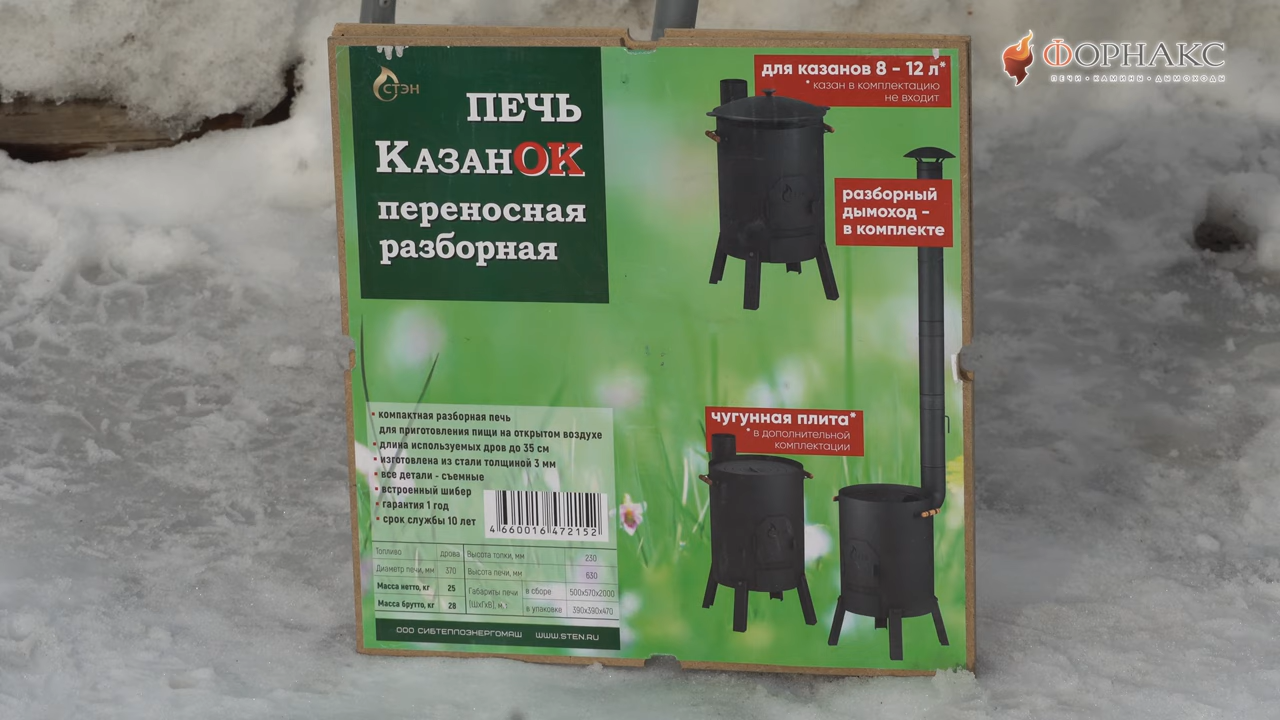 ФОРНАКС
ПЕЧИ • КАМИНЫ • ДЫМОХОДЫ
СТЭН
ПЕЧЬ
КАЗАНОК
переносная
разборная
для казанов 8 – 12 л*
* казан в комплектацию
не входит
разборный
дымоход –
в комплекте
чугунная плита*
* в дополнительной
комплектации
• компактная разборная печь
для приготовления пищи на открытом воздухе
• длина используемых дров до 35 см
• изготовлена из стали толщиной 3 мм
• все детали - съемные
• встроенный шибер
• гарантия 1 год
• срок службы 10 лет
4 660016 472152
Топливо дрова Высота топки, мм 230
Диаметр печи, мм 370 Высота печи, мм 630
Масса нетто, кг 25 Габариты печи в сборе 500х570х2000
Масса брутто, кг 28 (ШхГхВ), м в упаковке 390х390х470
ООО СИБТЕПЛОЭНЕРГОМАШ WWW.STEN.RU